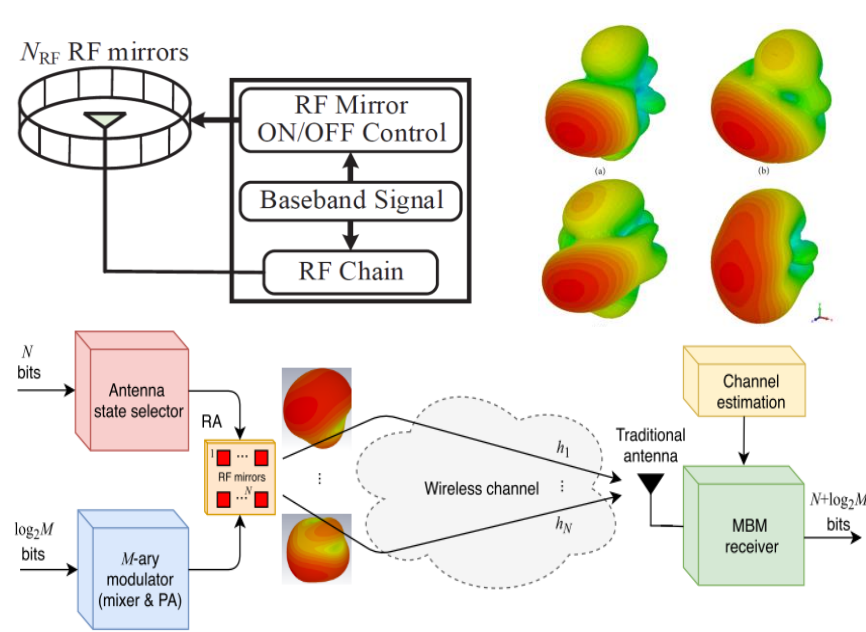 N_RF RF mirrors
RF Mirror
ON/OFF Control
Baseband Signal
RF Chain
(a)
(b)
N
bits
Antenna
state selector
RA
1 ...
RF mirrors
... N
log₂M
bits
M-ary
modulator
(mixer & PA)
⋮
Wireless channel
h₁
⋮
h_N
Traditional
antenna
Channel
estimation
MBM
receiver
N+log₂M
bits